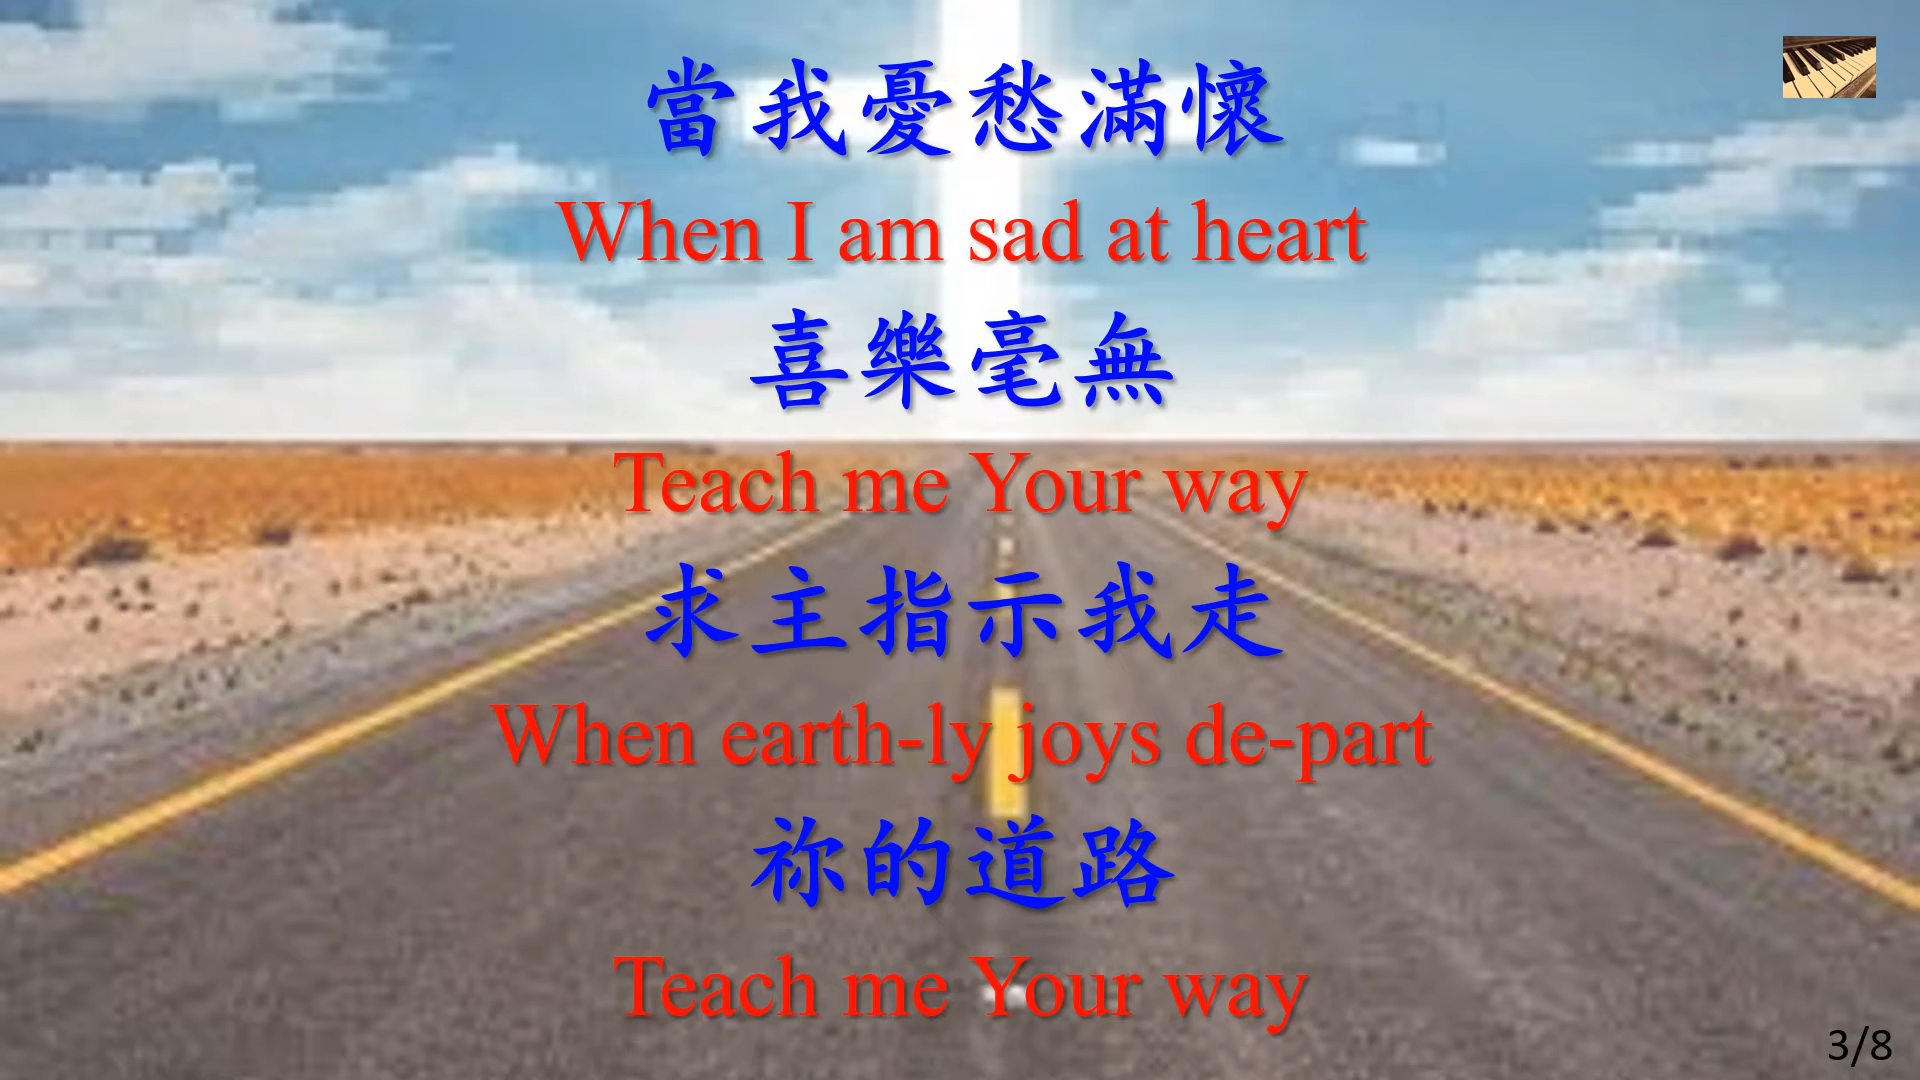 當我憂愁滿懷
When I am sad at heart
喜樂毫無
Teach me Your way
求主指示我走
When earth-ly joys de-part
祢的道路
Teach me Your way
3/8